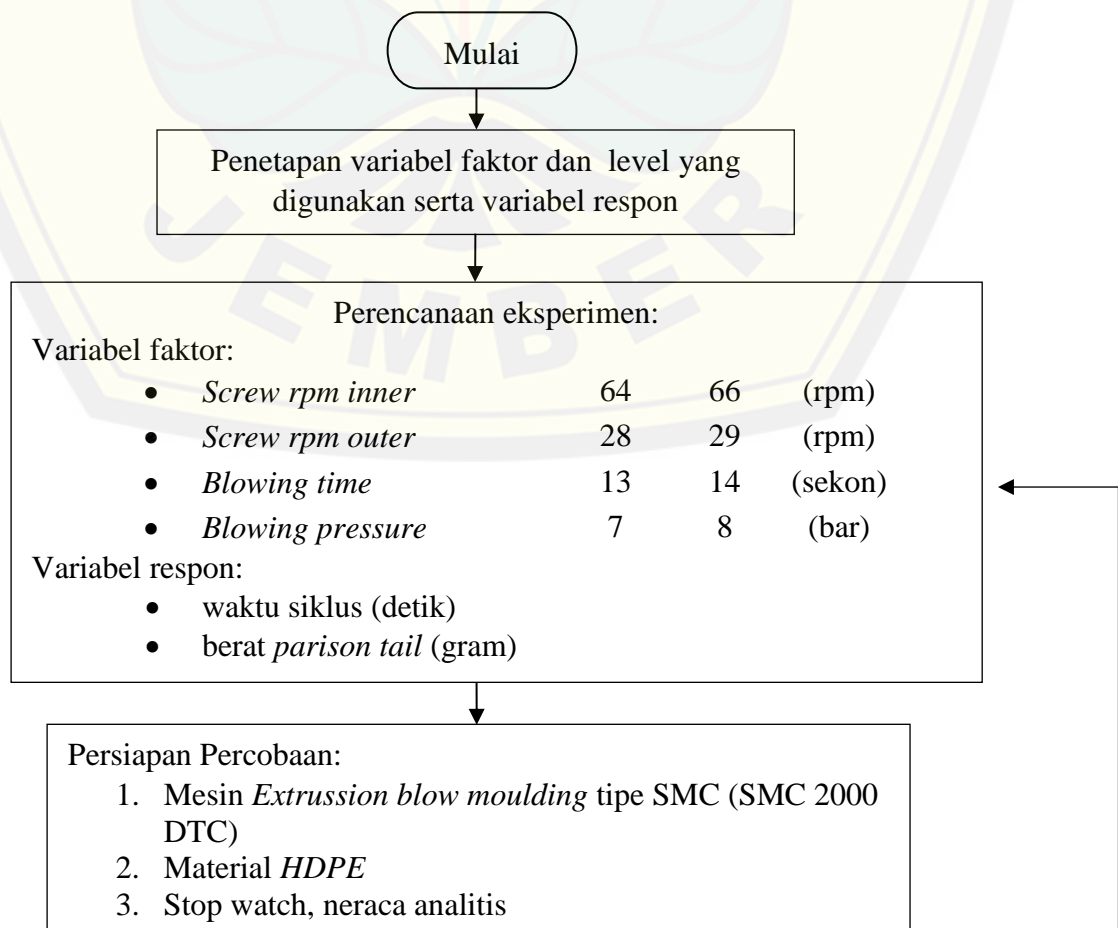 Mulai
Penetapan variabel faktor dan level yang
digunakan serta variabel respon
JEMBER
Perencanaan eksperimen:
Variabel faktor:
• Screw rpm inner 64 66 (rpm)
• Screw rpm outer 28 29 (rpm)
• Blowing time 13 14 (sekon)
• Blowing pressure 7 8 (bar)
Variabel respon:
• waktu siklus (detik)
• berat parison tail (gram)
Persiapan Percobaan:
1. Mesin Extrussion blow moulding tipe SMC (SMC 2000
DTC)
2. Material HDPE
3. Stop watch, neraca analitis